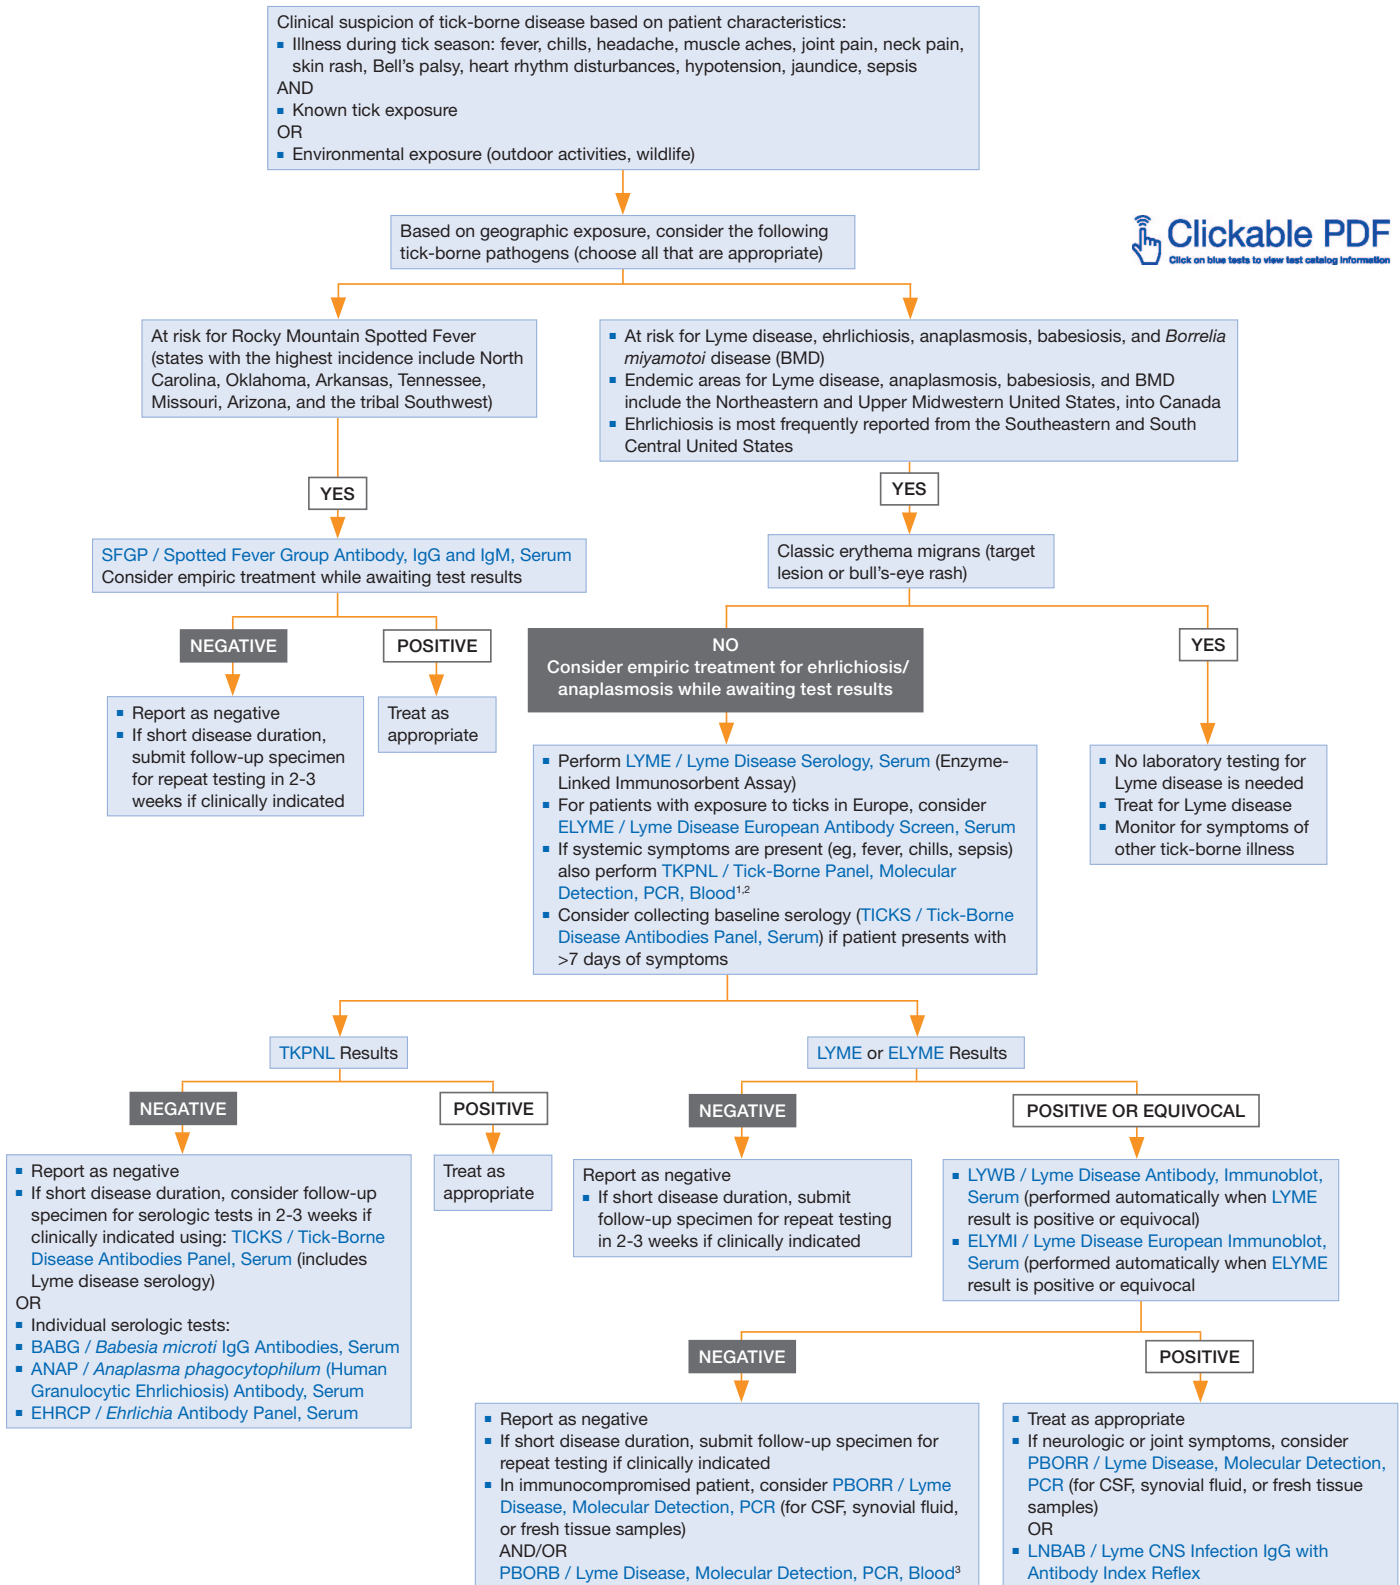 Clinical suspicion of tick-borne disease based on patient characteristics:
▪ Illness during tick season: fever, chills, headache, muscle aches, joint pain, neck pain,
skin rash, Bell’s palsy, heart rhythm disturbances, hypotension, jaundice, sepsis
AND
▪ Known tick exposure
OR
▪ Environmental exposure (outdoor activities, wildlife)
Based on geographic exposure, consider the following
tick-borne pathogens (choose all that are appropriate)
Clickable PDF
Click on blue tests to view test catalog information
At risk for Rocky Mountain Spotted Fever
(states with the highest incidence include North
Carolina, Oklahoma, Arkansas, Tennessee,
Missouri, Arizona, and the tribal Southwest)
▪ At risk for Lyme disease, ehrlichiosis, anaplasmosis, babesiosis, and Borrelia
miyamotoi disease (BMD)
▪ Endemic areas for Lyme disease, anaplasmosis, babesiosis, and BMD
include the Northeastern and Upper Midwestern United States, into Canada
▪ Ehrlichiosis is most frequently reported from the Southeastern and South
Central United States
YES
YES
SFGP / Spotted Fever Group Antibody, IgG and IgM, Serum
Consider empiric treatment while awaiting test results
Classic erythema migrans (target
lesion or bull’s-eye rash)
NEGATIVE
POSITIVE
NO
Consider empiric treatment for ehrlichiosis/
anaplasmosis while awaiting test results
YES
▪ Report as negative
▪ If short disease duration,
submit follow-up specimen
for repeat testing in 2-3
weeks if clinically indicated
Treat as
appropriate
▪ Perform LYME / Lyme Disease Serology, Serum (Enzyme-
Linked Immunosorbent Assay)
▪ For patients with exposure to ticks in Europe, consider
ELYME / Lyme Disease European Antibody Screen, Serum
▪ If systemic symptoms are present (eg, fever, chills, sepsis)
also perform TKPNL / Tick-Borne Panel, Molecular
Detection, PCR, Blood1,2
▪ Consider collecting baseline serology (TICKS / Tick-Borne
Disease Antibodies Panel, Serum) if patient presents with
>7 days of symptoms
▪ No laboratory testing for
Lyme disease is needed
▪ Treat for Lyme disease
▪ Monitor for symptoms of
other tick-borne illness
TKPNL Results
LYME or ELYME Results
NEGATIVE
POSITIVE
NEGATIVE
POSITIVE OR EQUIVOCAL
▪ Report as negative
▪ If short disease duration, consider follow-up
specimen for serologic tests in 2-3 weeks if
clinically indicated using: TICKS / Tick-Borne
Disease Antibodies Panel, Serum (includes
Lyme disease serology)
OR
▪ Individual serologic tests:
▪ BABG / Babesia microti IgG Antibodies, Serum
▪ ANAP / Anaplasma phagocytophilum (Human
Granulocytic Ehrlichiosis) Antibody, Serum
▪ EHRCP / Ehrlichia Antibody Panel, Serum
Treat as
appropriate
Report as negative
▪ If short disease duration, submit
follow-up specimen for repeat testing
in 2-3 weeks if clinically indicated
▪ LYWB / Lyme Disease Antibody, Immunoblot,
Serum (performed automatically when LYME
result is positive or equivocal)
▪ ELYMI / Lyme Disease European Immunoblot,
Serum (performed automatically when ELYME
result is positive or equivocal
NEGATIVE
POSITIVE
▪ Report as negative
▪ If short disease duration, submit follow-up specimen for
repeat testing if clinically indicated
▪ In immunocompromised patient, consider PBORR / Lyme
Disease, Molecular Detection, PCR (for CSF, synovial fluid,
or fresh tissue samples)
AND/OR
PBORB / Lyme Disease, Molecular Detection, PCR, Blood3
▪ Treat as appropriate
▪ If neurologic or joint symptoms, consider
PBORR / Lyme Disease, Molecular Detection,
PCR (for CSF, synovial fluid, or fresh tissue
samples)
OR
▪ LNBAB / Lyme CNS Infection IgG with
Antibody Index Reflex